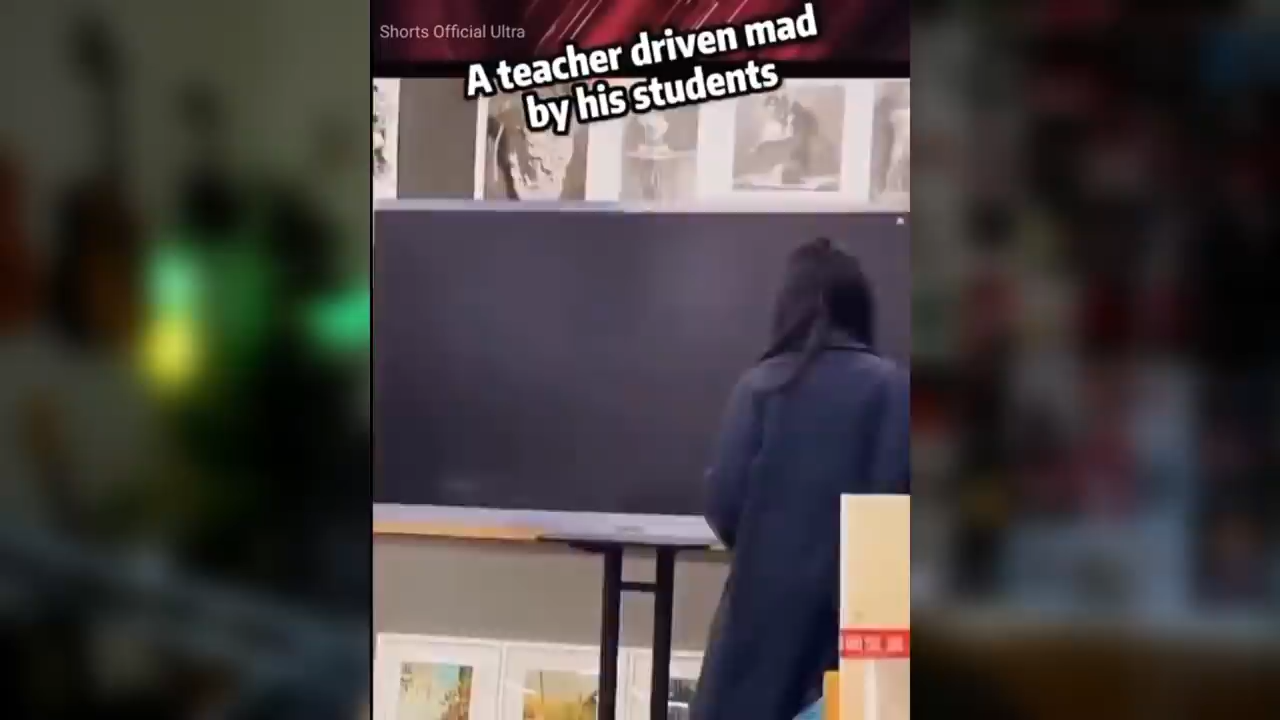 Shorts Official Ultra
A teacher driven mad
by his students